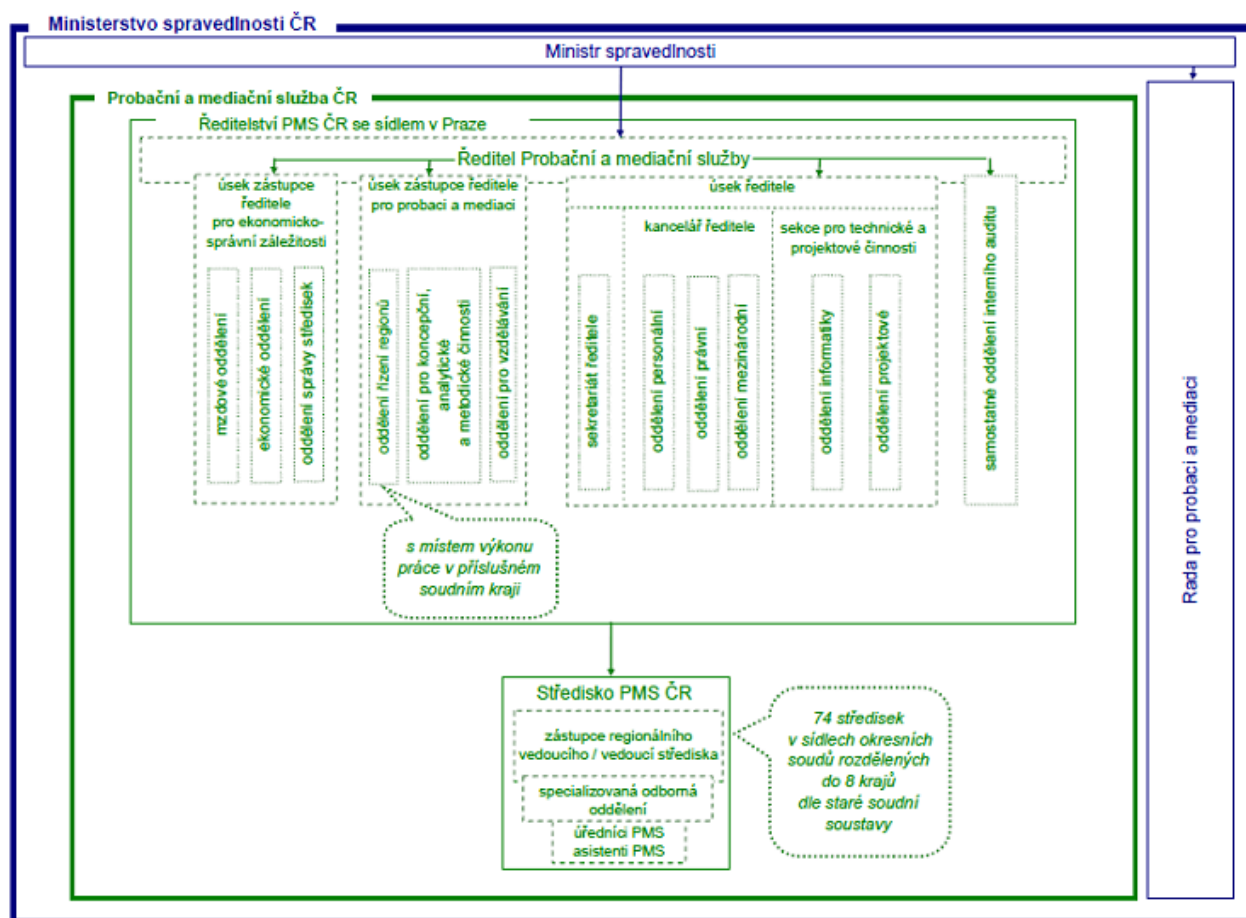 Ministerstvo spravedlnosti ČR
Ministr spravedlnosti
Probační a mediační služba ČR
Ředitelství PMS ČR se sídlem v Praze
Ředitel Probační a mediační služby
úsek zástupce
ředitele
pro ekonomicko-
správní záležitosti
mzdové oddělení
ekonomické oddělení
oddělení správy středisek
úsek zástupce ředitele
pro probaci a mediaci
oddělení řízení regionů
oddělení pro koncepční,
analytické
a metodické činnosti
oddělení pro vzdělávání
úsek ředitele
sekretariát ředitele
kancelář ředitele
oddělení personální
oddělení právní
oddělení mezinárodní
sekce pro technické a
projektové činnosti
oddělení informatiky
oddělení projektové
samostatné oddělení interního auditu
s místem výkonu
práce v příslušném
soudním kraji
Středisko PMS ČR
zástupce regionálního
vedoucího / vedoucí střediska
specializovaná odborná
oddělení
úředníci PMS
asistenti PMS
74 středisek
v sídlech okresních
soudů rozdělených
do 8 krajů
dle staré soudní
soustavy
Rada pro probaci a mediaci